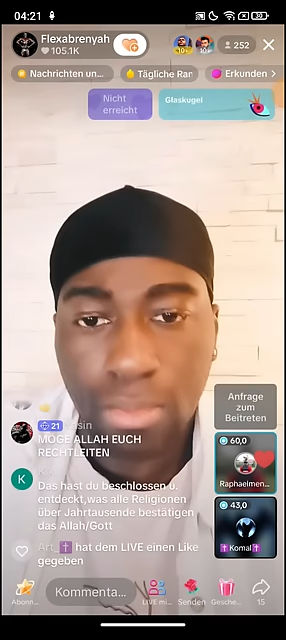 04:21
30
Flexabrenyah
105.1K
252
Nachrichten un...
Tägliche Ran
Erkunden
Nicht
erreicht
Glaskugel
Anfrage
zum
Beitreten
21
MÖGE ALLAH EUCH
RECHTLEITEN
60,0
Raphaelmen...
K
Das hast du beschlossen u.
entdeckt,was alle Religionen
über Jahrtausende bestätigen
das Allah/Gott
43,0
Komal
hat dem LIVE einen Like
gegeben
Abonn...
Kommenta...
LIVE mi...
Senden
Gesche...
15